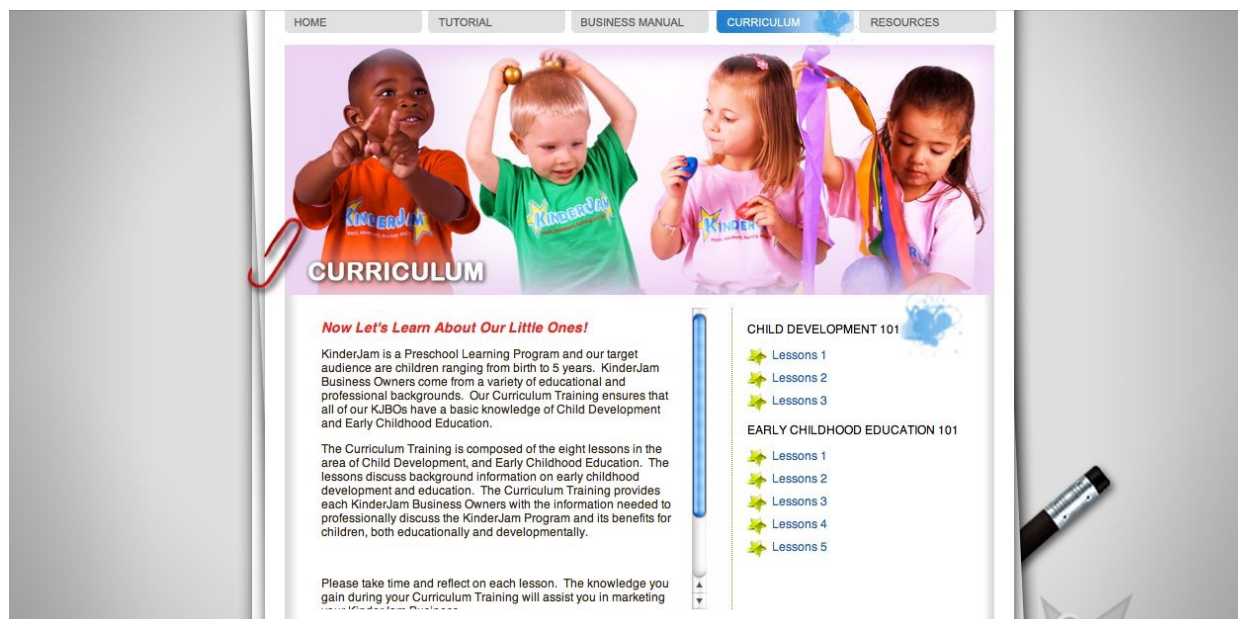 HOME
TUTORIAL
BUSINESS MANUAL
CURRICULUM
RESOURCES
KINDERJAM
KINDERJAM
KINDER
CURRICULUM
Now Let's Learn About Our Little Ones!
KinderJam is a Preschool Learning Program and our target
audience are children ranging from birth to 5 years. KinderJam
Business Owners come from a variety of educational and
professional backgrounds. Our Curriculum Training ensures that
all of our KJBOs have a basic knowledge of Child Development
and Early Childhood Education.
The Curriculum Training is composed of the eight lessons in the
area of Child Development, and Early Childhood Education. The
lessons discuss background information on early childhood
development and education. The Curriculum Training provides
each KinderJam Business Owners with the information needed to
professionally discuss the KinderJam Program and its benefits for
children, both educationally and developmentally.
Please take time and reflect on each lesson. The knowledge you
gain during your Curriculum Training will assist you in marketing
your KinderJam Business
CHILD DEVELOPMENT 101
Lessons 1
Lessons 2
Lessons 3
EARLY CHILDHOOD EDUCATION 101
Lessons 1
Lessons 2
Lessons 3
Lessons 4
Lessons 5